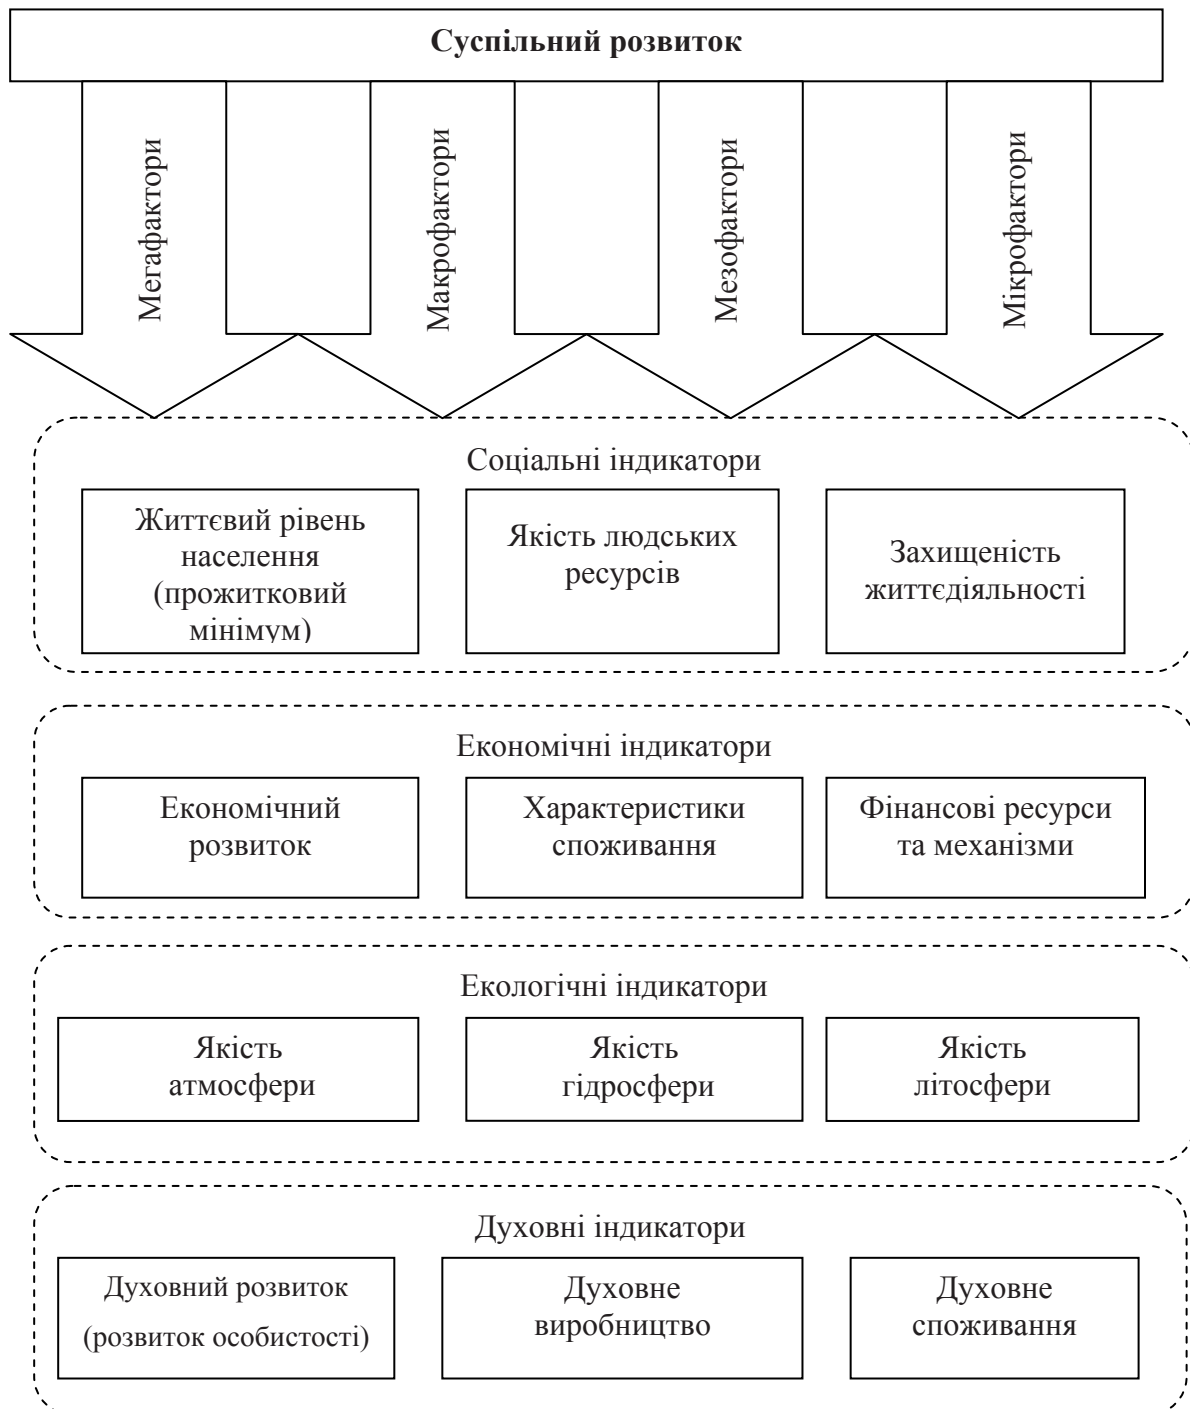 Суспільний розвиток
Мегафактори
Макрофактори
Мезофактори
Мікрофактори
Соціальні індикатори
Життєвий рівень
населення
(прожитковий
мінімум)
Якість людських
ресурсів
Захищеність
життєдіяльності
Економічні індикатори
Економічний
розвиток
Характеристики
споживання
Фінансові ресурси
та механізми
Екологічні індикатори
Якість
атмосфери
Якість
гідросфери
Якість
літосфери
Духовні індикатори
Духовний розвиток
(розвиток особистості)
Духовне
виробництво
Духовне
споживання